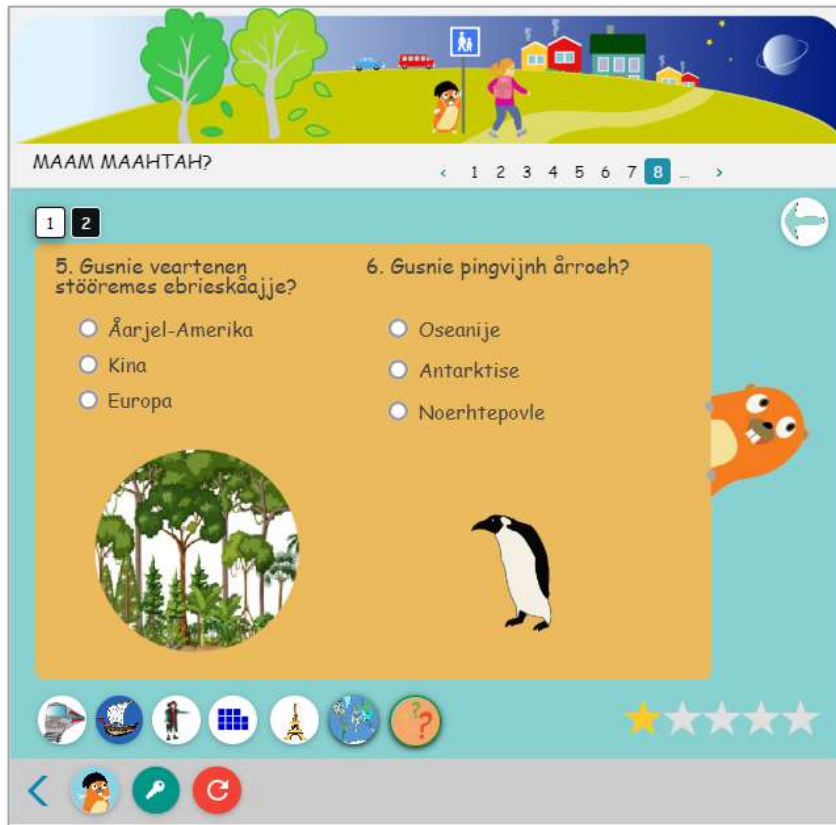 MAAM MAAHTAH?
‹ 1 2 3 4 5 6 7 8 ... ›
1 2
5. Gusnie veartenen
stööremes ebrieskåajje?
Åarjel-Amerika
Kina
Europa
6. Gusnie pingvijnh årroeh?
Oseanije
Antarktise
Noerhtepovle
? ?